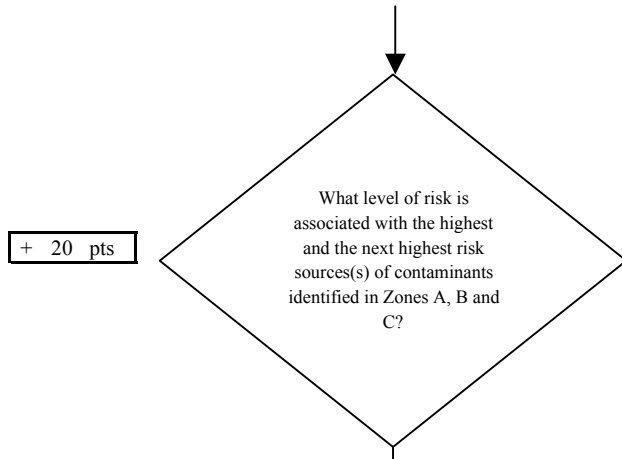 What level of risk is
associated with the highest
+ 20 pts
and the next highest risk
sources(s) of contaminants
identified in Zones A, B and
C?